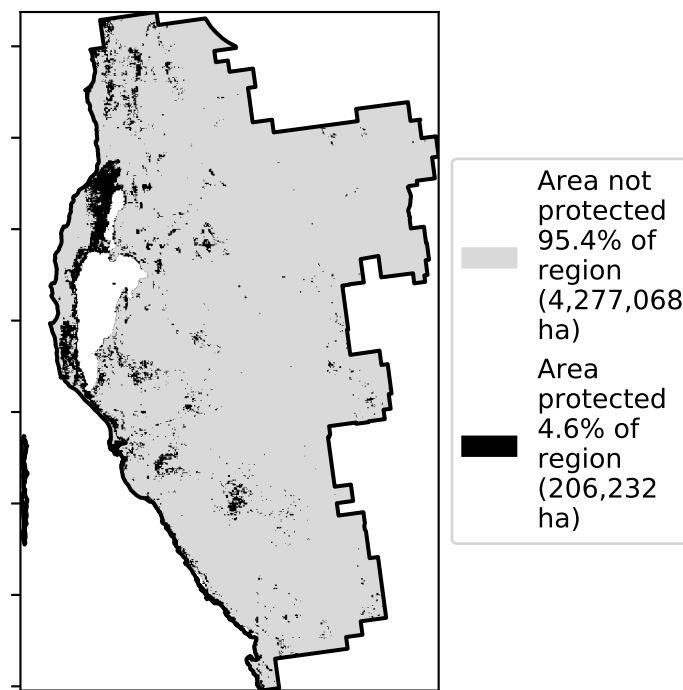 Area not
protected
95.4% of
region
(4,277,068
ha)
Area
protected
4.6% of
region
(206,232
ha)